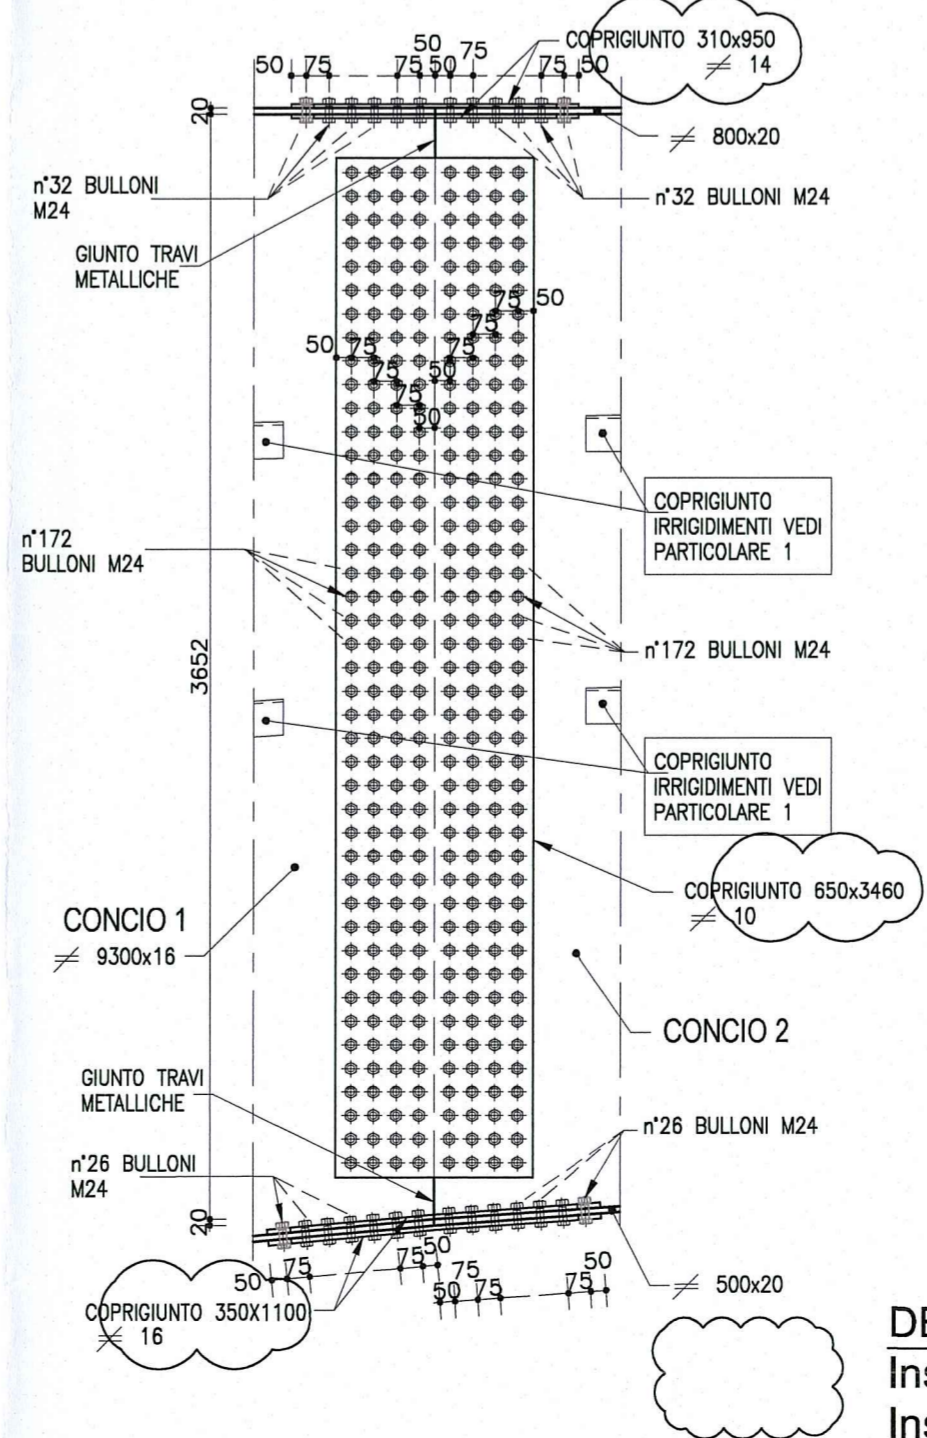 COPRIGIUNTO 310x950
14
50
75
50
75
75
50
50
75
20
800x20
n°32 BULLONI
M24
n°32 BULLONI M24
GIUNTO TRAVI
METALLICHE
75
50
75
50
75
75
75
50
75
50
COPRIGIUNTO
IRRIGIDIMENTI VEDI
PARTICOLARE 1
n°172
BULLONI M24
n°172 BULLONI M24
3652
COPRIGIUNTO
IRRIGIDIMENTI VEDI
PARTICOLARE 1
COPRIGIUNTO 650x3460
10
CONCIO 1
9300x16
CONCIO 2
GIUNTO TRAVI
METALLICHE
n°26 BULLONI M24
n°26 BULLONI
M24
20
50
75
75
50
50
75
75
75
50
500x20
COPRIGIUNTO 350X1100
16
DE
Ins
Ins